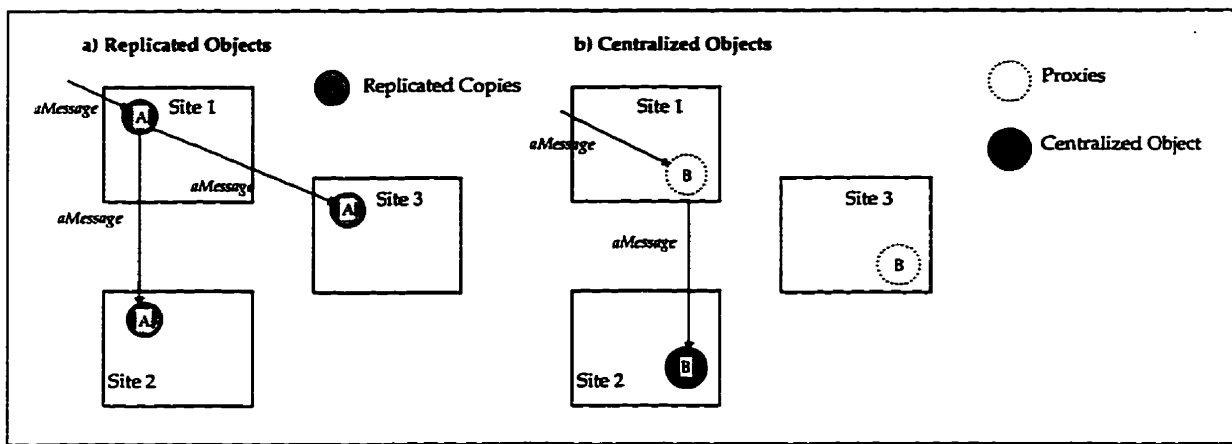 a) Replicated Objects
Replicated Copies
aMessage
A
Site 1
aMessage
A
Site 3
aMessage
A
Site 2
b) Centralized Objects
Proxies
Centralized Object
Site 1
aMessage
B
Site 3
B
aMessage
Site 2
B